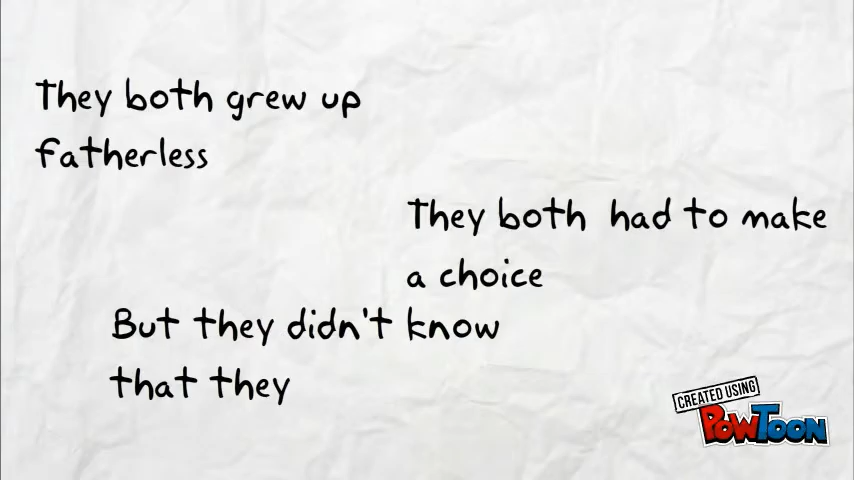 They both grew up
fatherless
They both had to make
a choice
But they didn't know
that they
CREATED USING
POWTOON